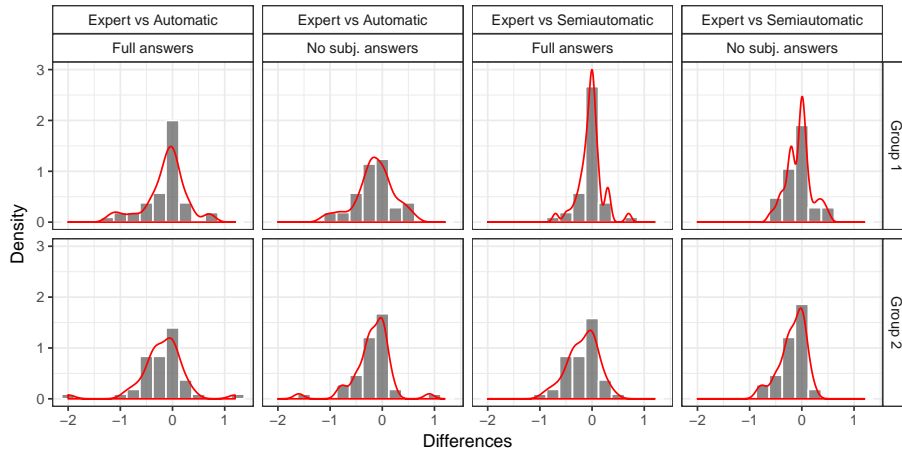 Expert vs Automatic
Expert vs Automatic
Expert vs Semiautomatic
Expert vs Semiautomatic
Full answers
No subj. answers
Full answers
No subj. answers
3
2
1
0
Group 1
Density
3
2
1
0
Group 2
−2 −1 0 1
−2 −1 0 1
−2 −1 0 1
−2 −1 0 1
Differences